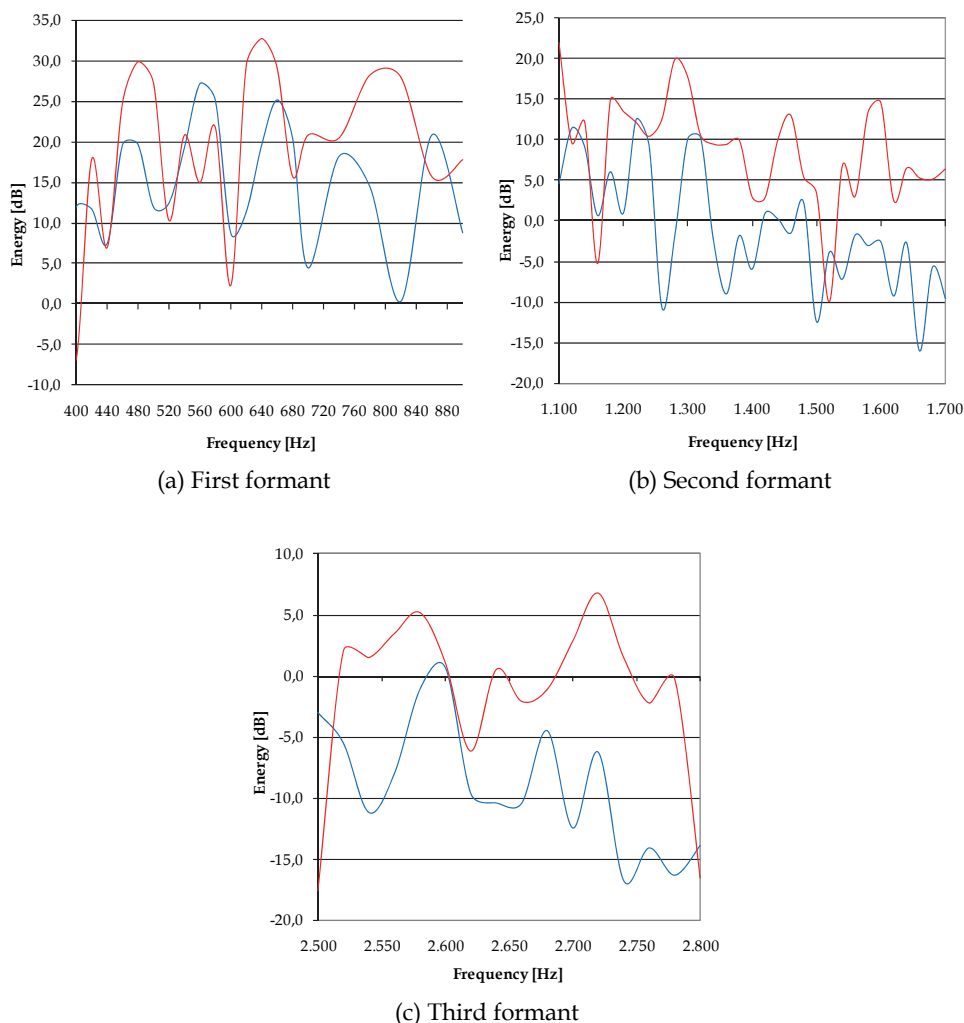 35,0
30,0
25,0
20,0
15,0
10,0
5,0
0,0
-5,0
-10,0
Energy [dB]
400 440 480 520 560 600 640 680 720 760 800 840 880
Frequency [Hz]
(a) First formant
25,0
20,0
15,0
10,0
5,0
0,0
-5,0
-10,0
-15,0
-20,0
Energy [dB]
1.100 1.200 1.300 1.400 1.500 1.600 1.700
Frequency [Hz]
(b) Second formant
10,0
5,0
0,0
-5,0
-10,0
-15,0
-20,0
Energy [dB]
2.500 2.550 2.600 2.650 2.700 2.750 2.800
Frequency [Hz]
(c) Third formant